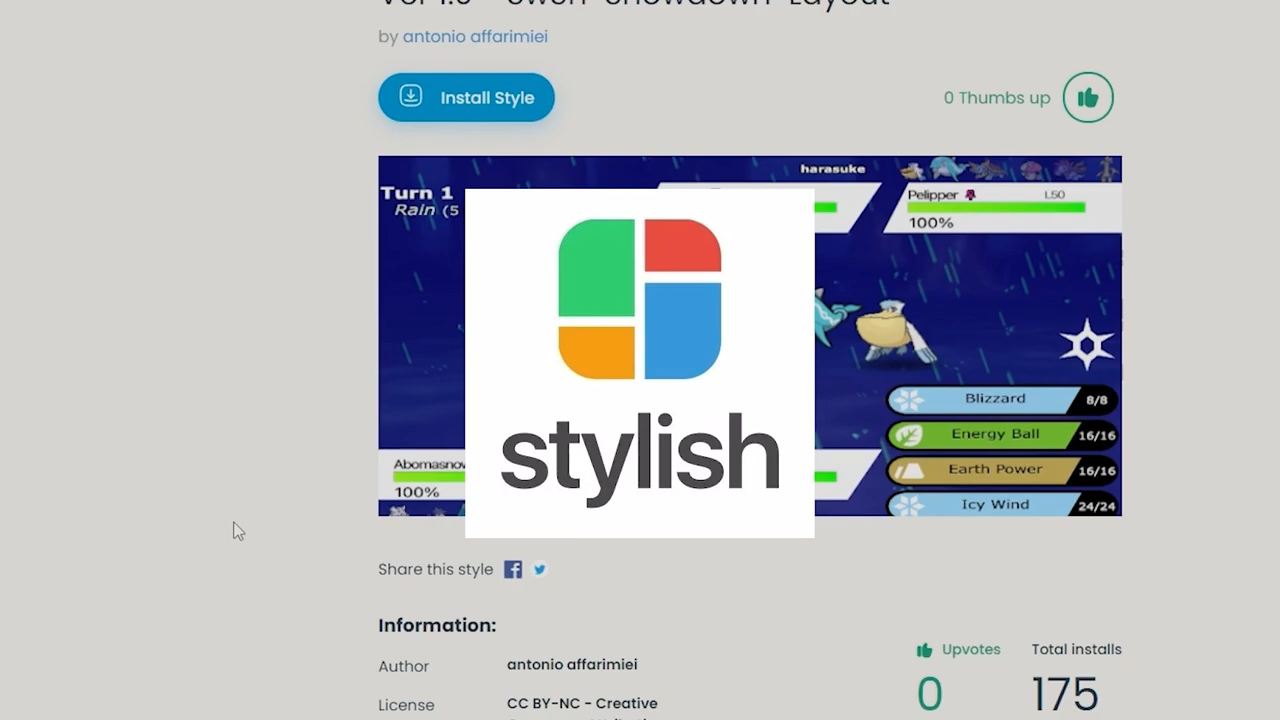 by antonio affarimiei
Install Style
0 Thumbs up
harasuke
Turn 1
Rain (5
Pelipper L50
100%
stylish
Blizzard 8/8
Energy Ball 16/16
Earth Power 16/16
Icy Wind 24/24
Abomasnow
100%
Share this style
Information:
Upvotes Total installs
Author antonio affarimiei
0 175
License CC BY-NC - Creative